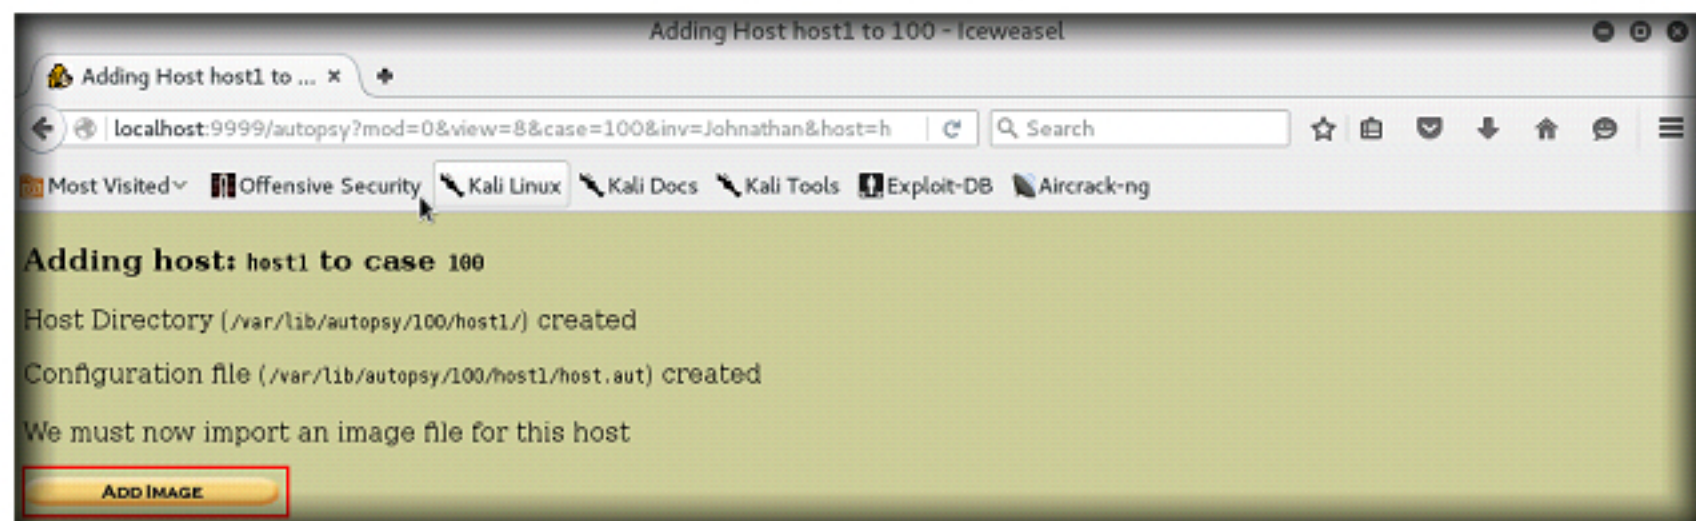 Adding Host host1 to 100 - Iceweasel
Adding Host host1 to ...
localhost:9999/autopsy?mod=0&view=8&case=100&inv=Johnathan&host=h
Search
Most Visited Offensive Security Kali Linux Kali Docs Kali Tools Exploit-DB Aircrack-ng
Adding host: host1 to case 100
Host Directory (/var/lib/autopsy/100/host1/) created
Configuration file (/var/lib/autopsy/100/host1/host.aut) created
We must now import an image file for this host
ADD IMAGE